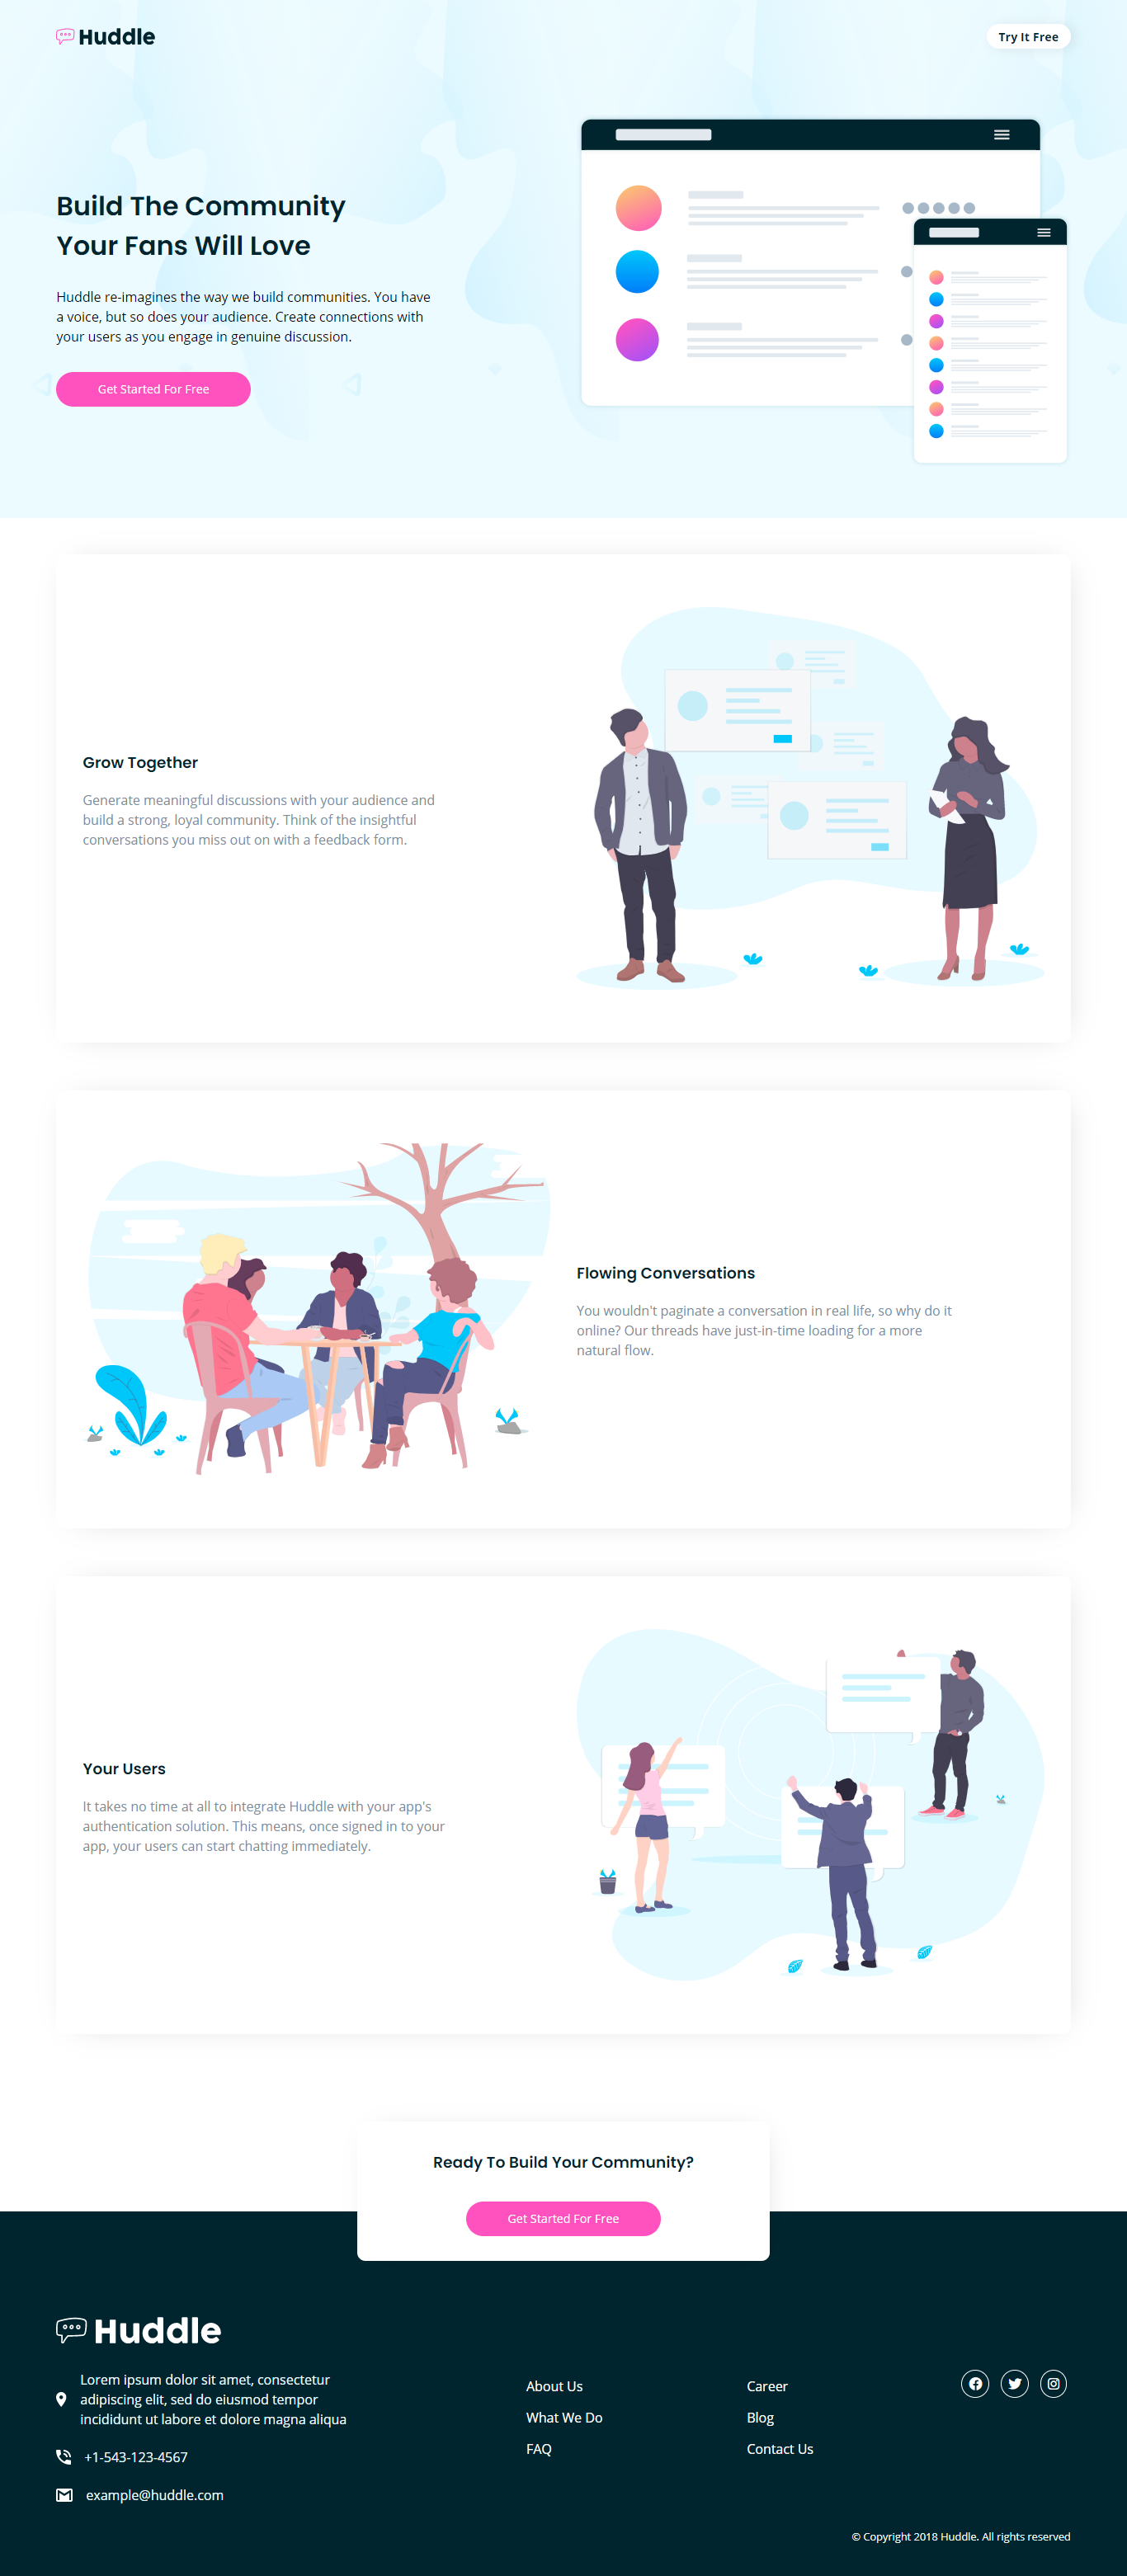 Huddle
Try It Free
Build The Community
Your Fans Will Love
Huddle re-imagines the way we build communities. You have
a voice, but so does your audience. Create connections with
your users as you engage in genuine discussion.
Get Started For Free
Grow Together
Generate meaningful discussions with your audience and
build a strong, loyal community. Think of the insightful
conversations you miss out on with a feedback form.
Flowing Conversations
You wouldn't paginate a conversation in real life, so why do it
online? Our threads have just-in-time loading for a more
natural flow.
Your Users
It takes no time at all to integrate Huddle with your app's
authentication solution. This means, once signed in to your
app, your users can start chatting immediately.
Ready To Build Your Community?
Get Started For Free
Huddle
Lorem ipsum dolor sit amet, consectetur
adipiscing elit, sed do eiusmod tempor
incididunt ut labore et dolore magna aliqua
+1-543-123-4567
example@huddle.com
About Us
What We Do
FAQ
Career
Blog
Contact Us
© Copyright 2018 Huddle. All rights reserved